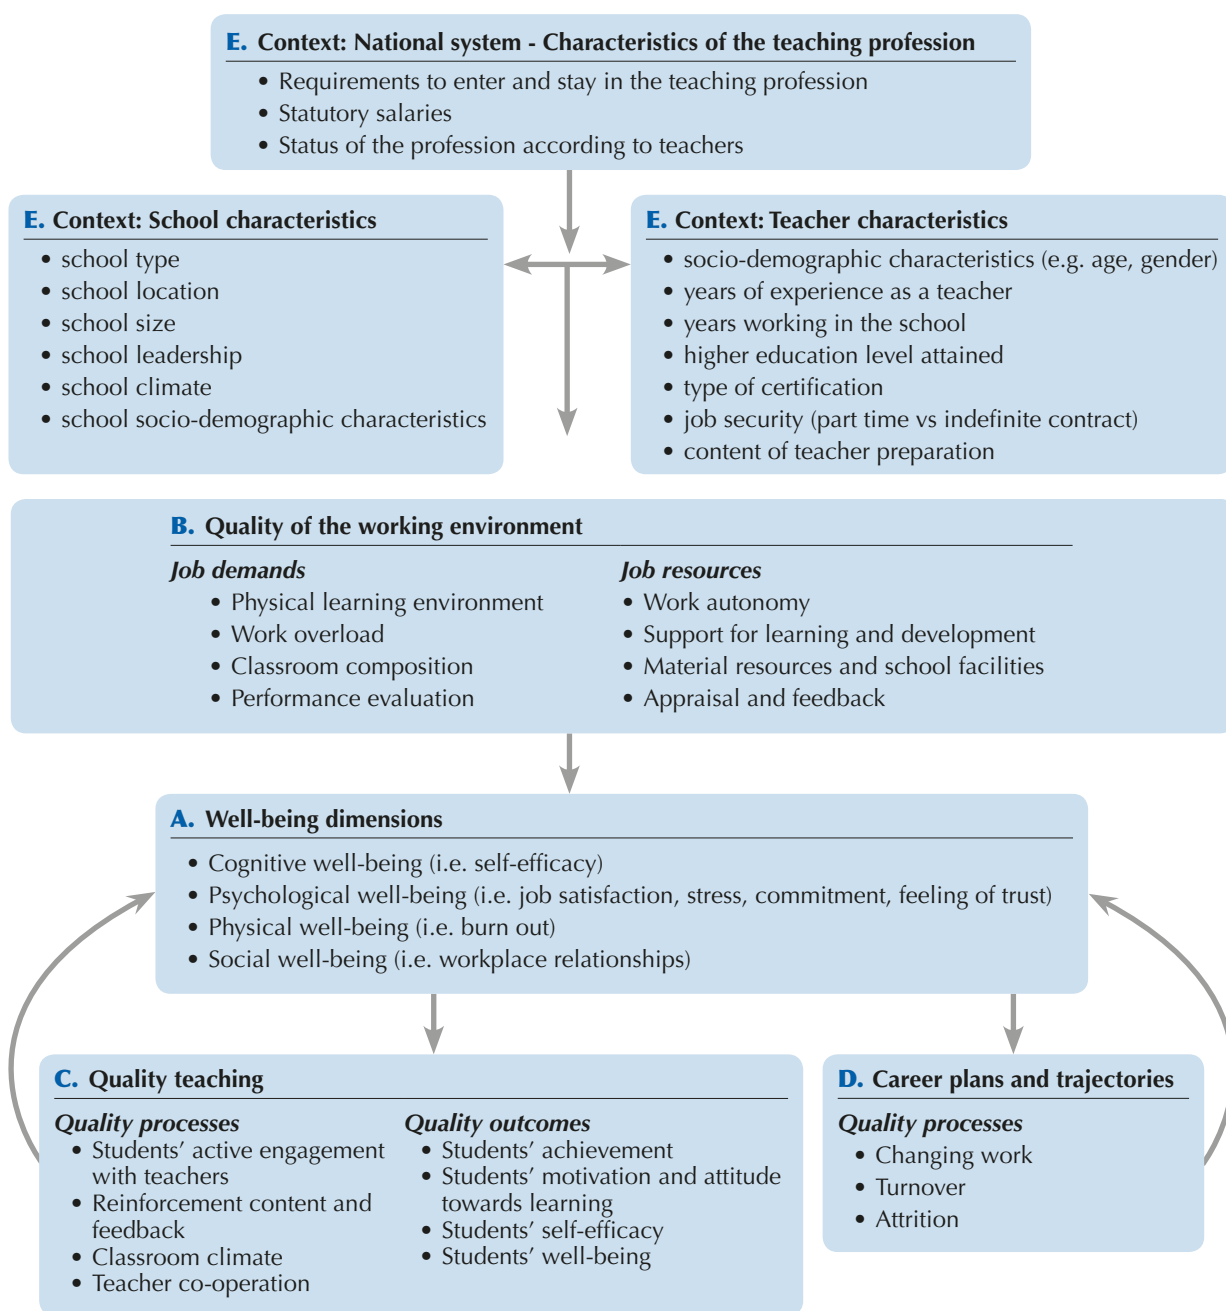 E. Context: National system - Characteristics of the teaching profession
• Requirements to enter and stay in the teaching profession
• Statutory salaries
• Status of the profession according to teachers
E. Context: School characteristics
• school type
• school location
• school size
• school leadership
• school climate
• school socio-demographic characteristics
E. Context: Teacher characteristics
• socio-demographic characteristics (e.g. age, gender)
• years of experience as a teacher
• years working in the school
• higher education level attained
• type of certification
• job security (part time vs indefinite contract)
• content of teacher preparation
B. Quality of the working environment
Job demands
• Physical learning environment
• Work overload
• Classroom composition
• Performance evaluation
Job resources
• Work autonomy
• Support for learning and development
• Material resources and school facilities
• Appraisal and feedback
A. Well-being dimensions
• Cognitive well-being (i.e. self-efficacy)
• Psychological well-being (i.e. job satisfaction, stress, commitment, feeling of trust)
• Physical well-being (i.e. burn out)
• Social well-being (i.e. workplace relationships)
C. Quality teaching
Quality processes
• Students’ active engagement
with teachers
• Reinforcement content and
feedback
• Classroom climate
• Teacher co-operation
Quality outcomes
• Students’ achievement
• Students’ motivation and attitude
towards learning
• Students’ self-efficacy
• Students’ well-being
D. Career plans and trajectories
Quality processes
• Changing work
• Turnover
• Attrition